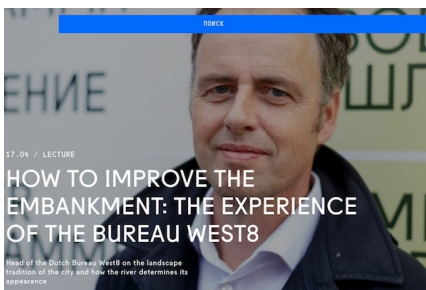 ПОИСК
ЕНИЕ
ШЛ
17.04 / LECTURE
HOW TO IMPROVE THE
EMBANKMENT: THE EXPERIENCE
OF THE BUREAU WEST8
Head of the Dutch Bureau West8 on the landscape
tradition of the city and how the river determines its
appearance